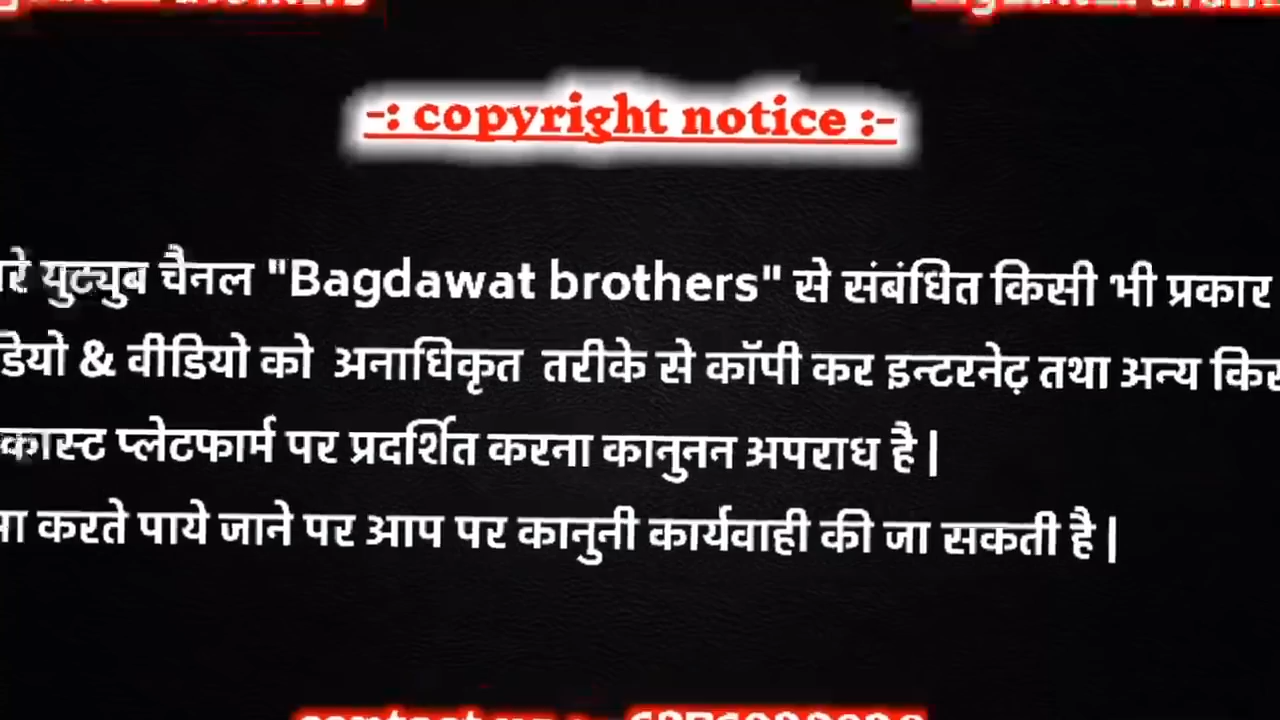 -: copyright notice :-
युट्युब चैनल "Bagdawat brothers" से संबंधित किसी भी प्रकार
& वीडियो को अनाधिकृत तरीके से कॉपी कर इन्टरनेट़ तथा अन्य
प्लेटफार्म पर प्रदर्शित करना कानुनन अपराध है |
करते पाये जाने पर आप पर कानुनी कार्यवाही की जा सकती है |